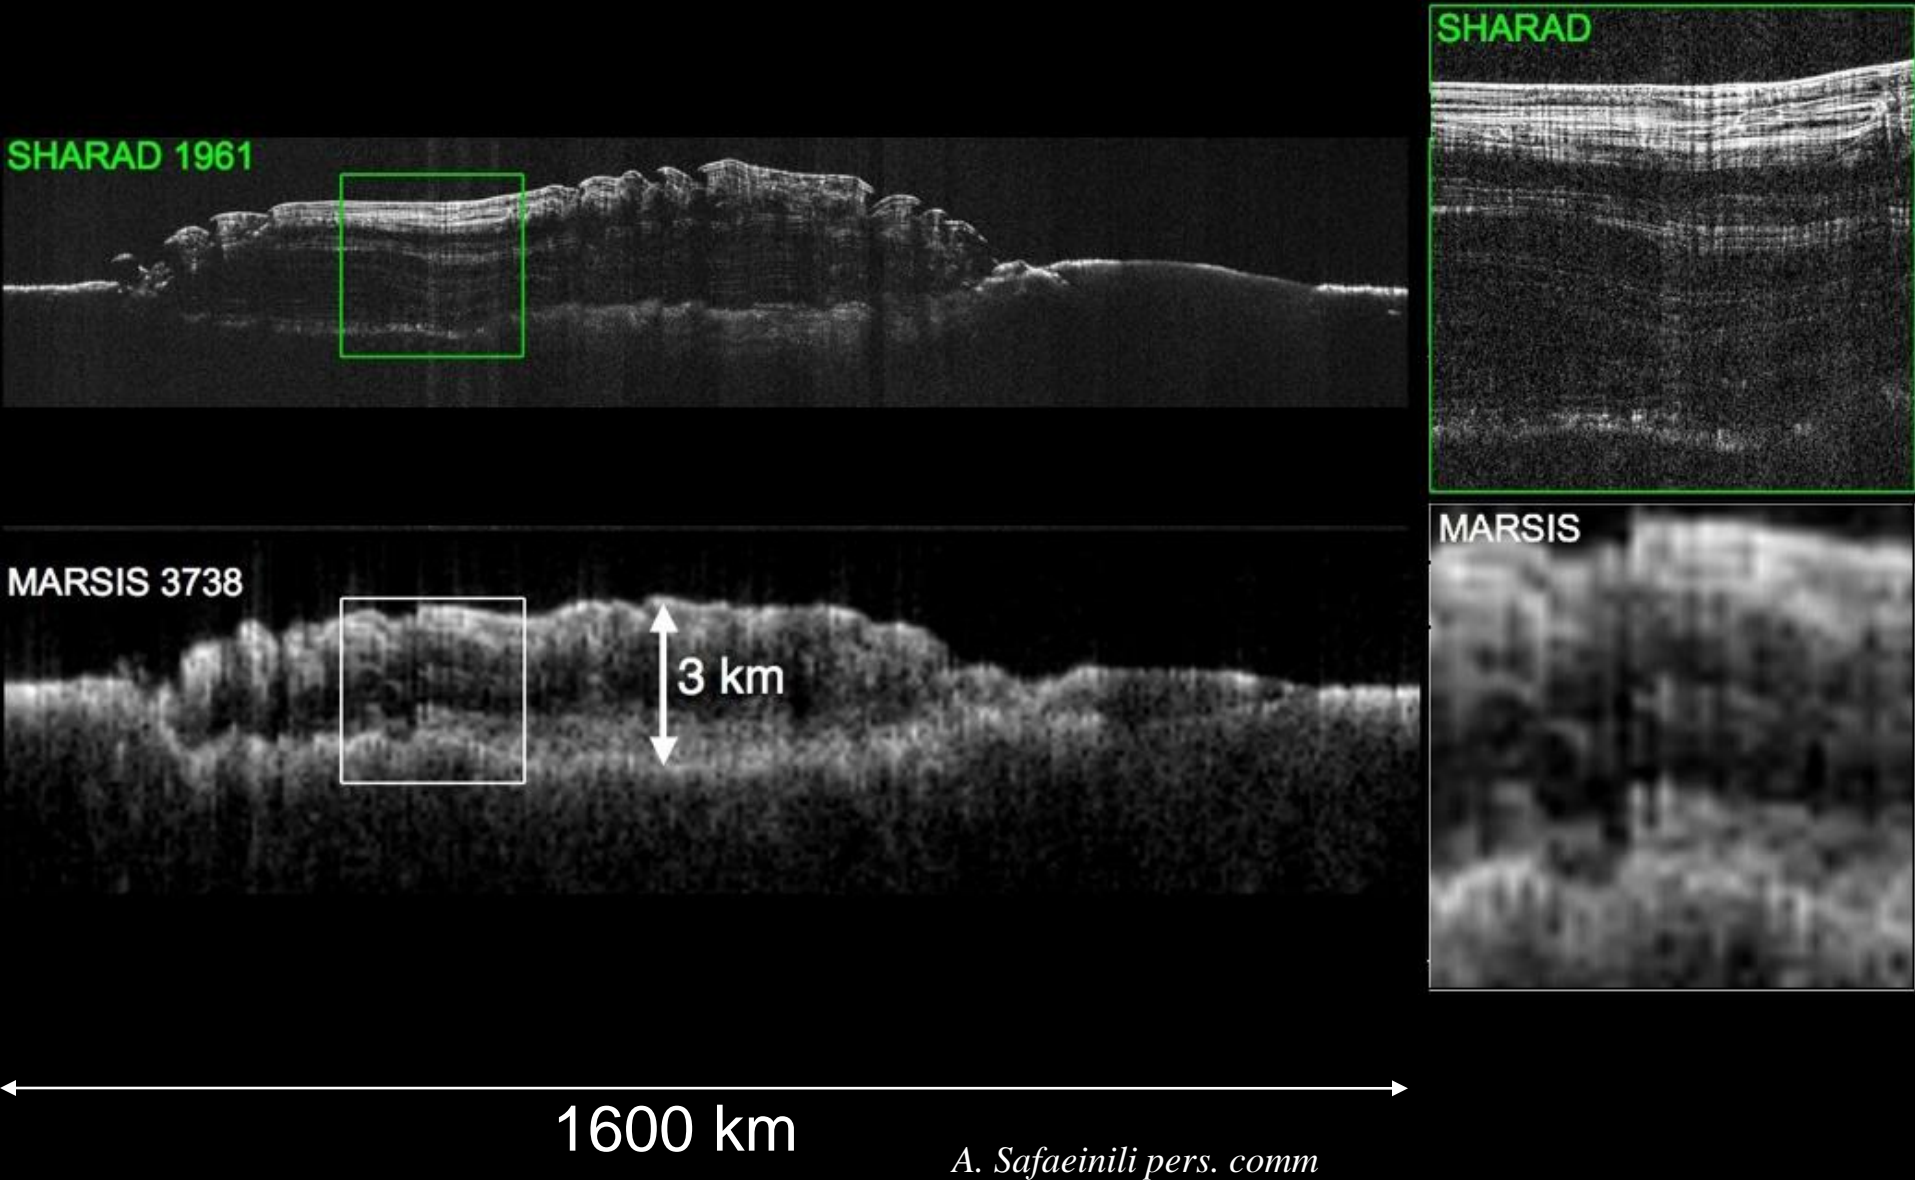 SHARAD 1961
SHARAD
MARSIS 3738
3 km
MARSIS
1600 km
A. Safaeinili pers. comm